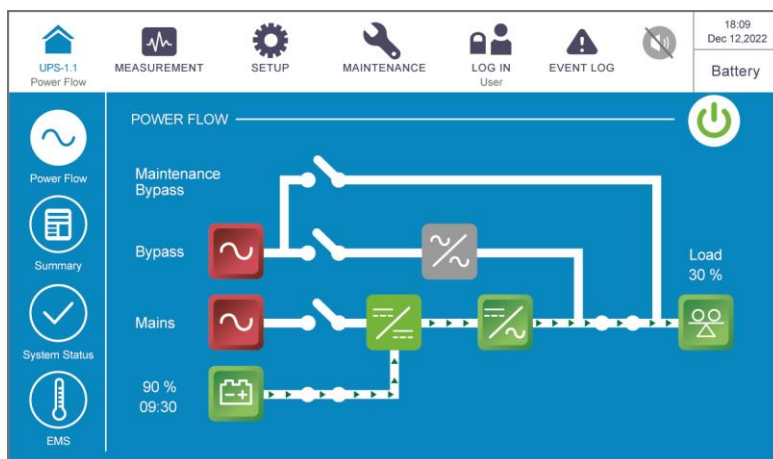 UPS-1.1
Power Flow
MEASUREMENT
SETUP
MAINTENANCE
LOG IN
User
EVENT LOG
18:09
Dec 12,2022
Battery
Power Flow
Summary
System Status
EMS
POWER FLOW
Maintenance
Bypass
Bypass
Mains
90 %
09:30
Load
30 %